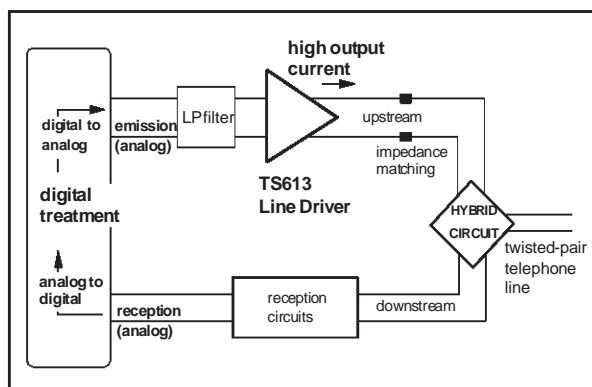 high output
current
LPfilter
digital to
analog
emission
(analog)
upstream
impedance
matching
TS613
Line Driver
digital
treatment
HYBRID
CIRCUIT
twisted-pair
telephone
line
analog to
digital
reception
(analog)
reception
circuits
downstream